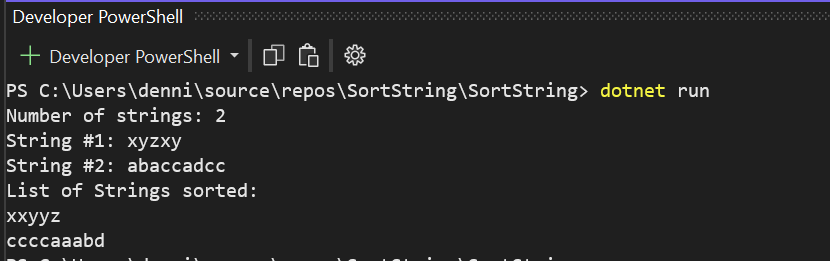 Developer PowerShell
Developer PowerShell
PS C:\Users\denni\source\repos\SortString\SortString> dotnet run
Number of strings: 2
String #1: xyzxy
String #2: abaccadcc
List of Strings sorted:
xxyyz
ccccaaabd